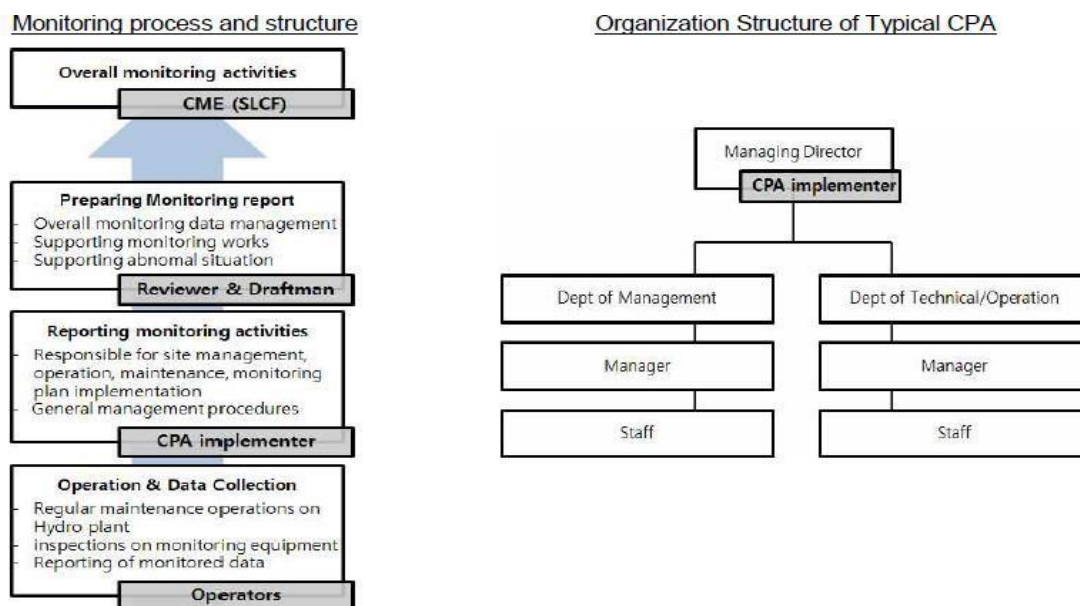 Monitoring process and structure
Overall monitoring activities
CME (SLCF)
Preparing Monitoring report
- Overall monitoring data management
- Supporting monitoring works
- Supporting abnomal situation
Reviewer & Draftman
Reporting monitoring activities
- Responsible for site management,
operation, maintenance, monitoring
plan implementation
- General management procedures
CPA implementer
Operation & Data Collection
- Regular maintenance operations on
Hydro plant
- Inspections on monitoring equipment
- Reporting of monitored data
Operators
Organization Structure of Typical CPA
Managing Director
CPA implementer
Dept of Management
Manager
Staff
Dept of Technical/Operation
Manager
Staff